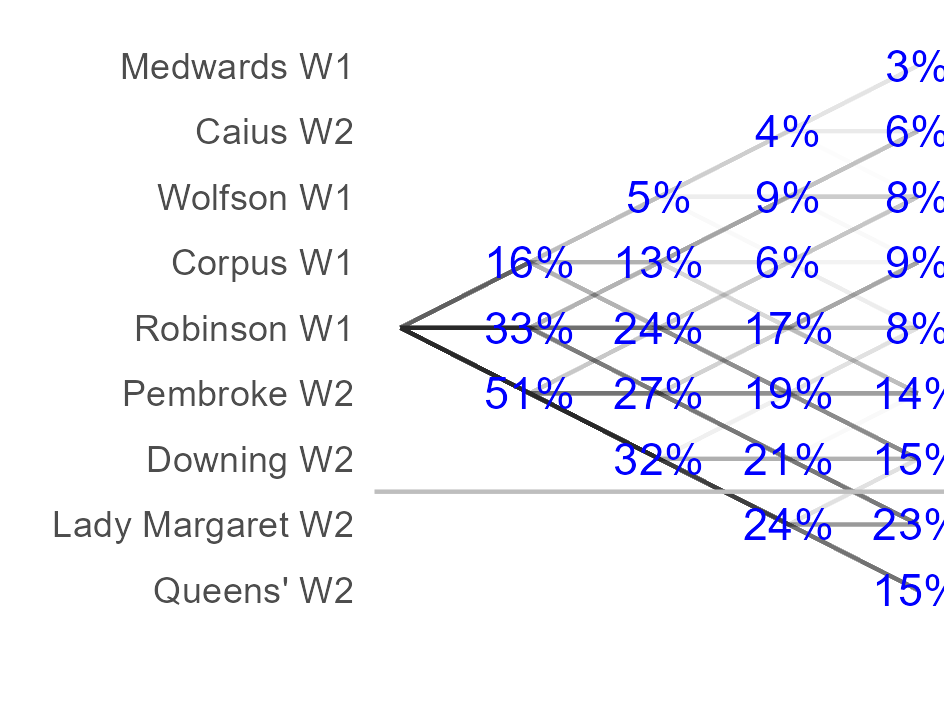 Medwards W1 3%
Caius W2 4% 6%
Wolfson W1 5% 9% 8%
Corpus W1 16% 13% 6% 9%
Robinson W1 33% 24% 17% 8%
Pembroke W2 51% 27% 19% 14%
Downing W2 32% 21% 15%
Lady Margaret W2 24% 23%
Queens' W2 15%